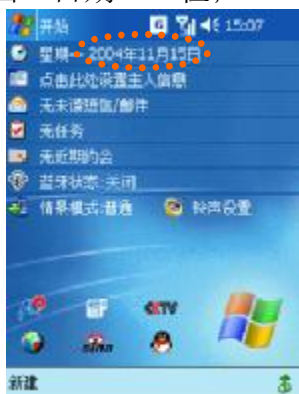 开始 G 15:07
星期一 2004年11月15日
点击此处设置主人信息
无未读短信/邮件
无任务
无近期约会
蓝牙状态:关闭
情景模式:普通 铃声设置
CCTV
sina
新建